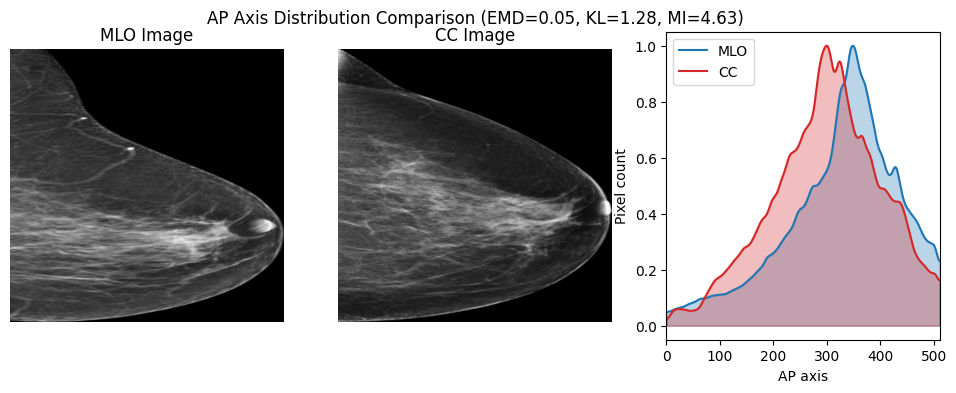 AP Axis Distribution Comparison (EMD=0.05, KL=1.28, MI=4.63)
MLO Image
CC Image
MLO
CC
Pixel count
1.0
0.8
0.6
0.4
0.2
0.0
0 100 200 300 400 500
AP axis